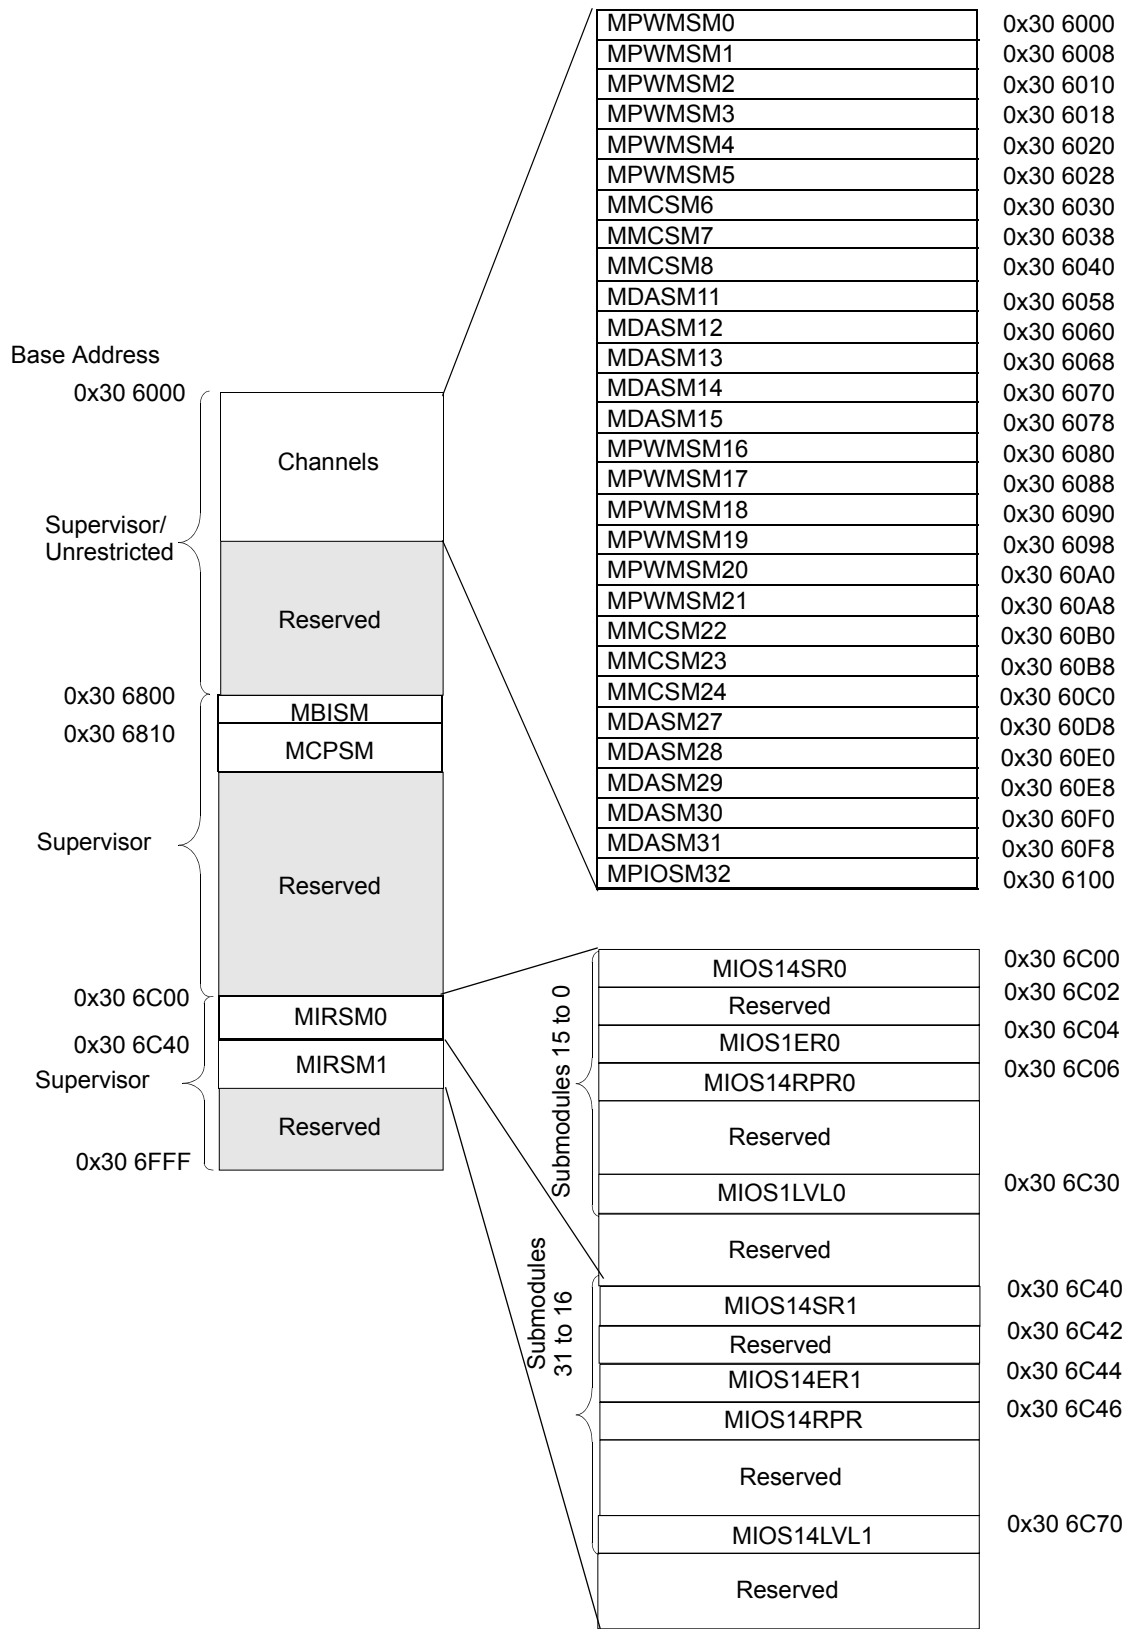 MPWMSM0 0x30 6000
MPWMSM1 0x30 6008
MPWMSM2 0x30 6010
MPWMSM3 0x30 6018
MPWMSM4 0x30 6020
MPWMSM5 0x30 6028
MMCSM6 0x30 6030
MMCSM7 0x30 6038
MMCSM8 0x30 6040
MDASM11 0x30 6058
MDASM12 0x30 6060
MDASM13 0x30 6068
MDASM14 0x30 6070
MDASM15 0x30 6078
MPWMSM16 0x30 6080
MPWMSM17 0x30 6088
MPWMSM18 0x30 6090
MPWMSM19 0x30 6098
MPWMSM20 0x30 60A0
MPWMSM21 0x30 60A8
MMCSM22 0x30 60B0
MMCSM23 0x30 60B8
MMCSM24 0x30 60C0
MDASM27 0x30 60D8
MDASM28 0x30 60E0
MDASM29 0x30 60E8
MDASM30 0x30 60F0
MDASM31 0x30 60F8
MPIOSM32 0x30 6100
Base Address
0x30 6000
Channels
Supervisor/
Unrestricted
Reserved
0x30 6800
MBISM
0x30 6810
MCPSM
Supervisor
Reserved
0x30 6C00
MIRSM0
0x30 6C40
MIRSM1
Supervisor
Reserved
0x30 6FFF
Submodules 15 to 0
MIOS14SR0 0x30 6C00
Reserved 0x30 6C02
MIOS1ER0 0x30 6C04
MIOS14RPR0 0x30 6C06
Reserved
MIOS1LVL0 0x30 6C30
Reserved
Submodules
31 to 16
MIOS14SR1 0x30 6C40
Reserved 0x30 6C42
MIOS14ER1 0x30 6C44
MIOS14RPR 0x30 6C46
Reserved
MIOS14LVL1 0x30 6C70
Reserved